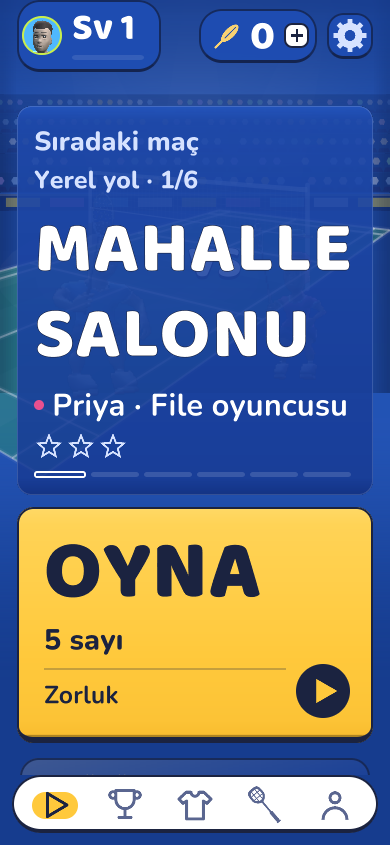 Sv 1
0
Sıradaki maç
Yerel yol · 1/6
MAHALLE
SALONU
Priya · File oyuncusu
OYNA
5 sayı
Zorluk